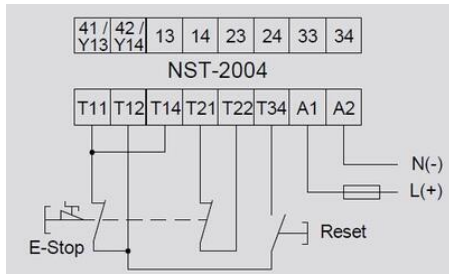 41 / 42 / 13 14 23 24 33 34
Y13 Y14
NST-2004
T11 T12 T14 T21 T22 T34 A1 A2
N(-)
L(+)
E-Stop
Reset